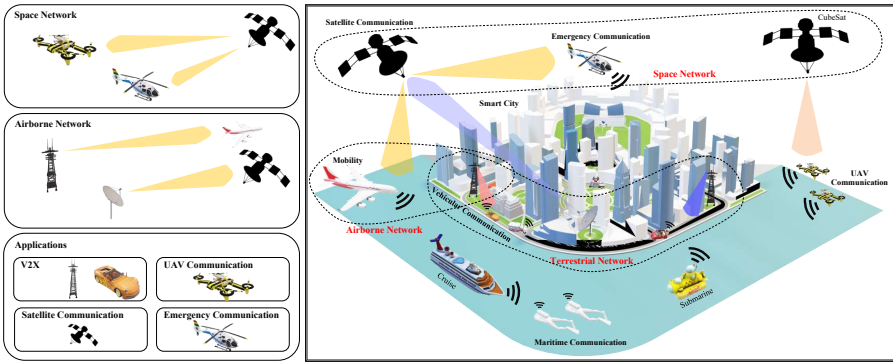 Space Network
Airborne Network
Applications
V2X
UAV Communication
Satellite Communication
Emergency Communication
Satellite Communication
CubeSat
Emergency Communication
Space Network
Smart City
Mobility
UAV
Communication
Vehicular Communication
Airborne Network
Terrestrial Network
Cruise
Submarine
Maritime Communication